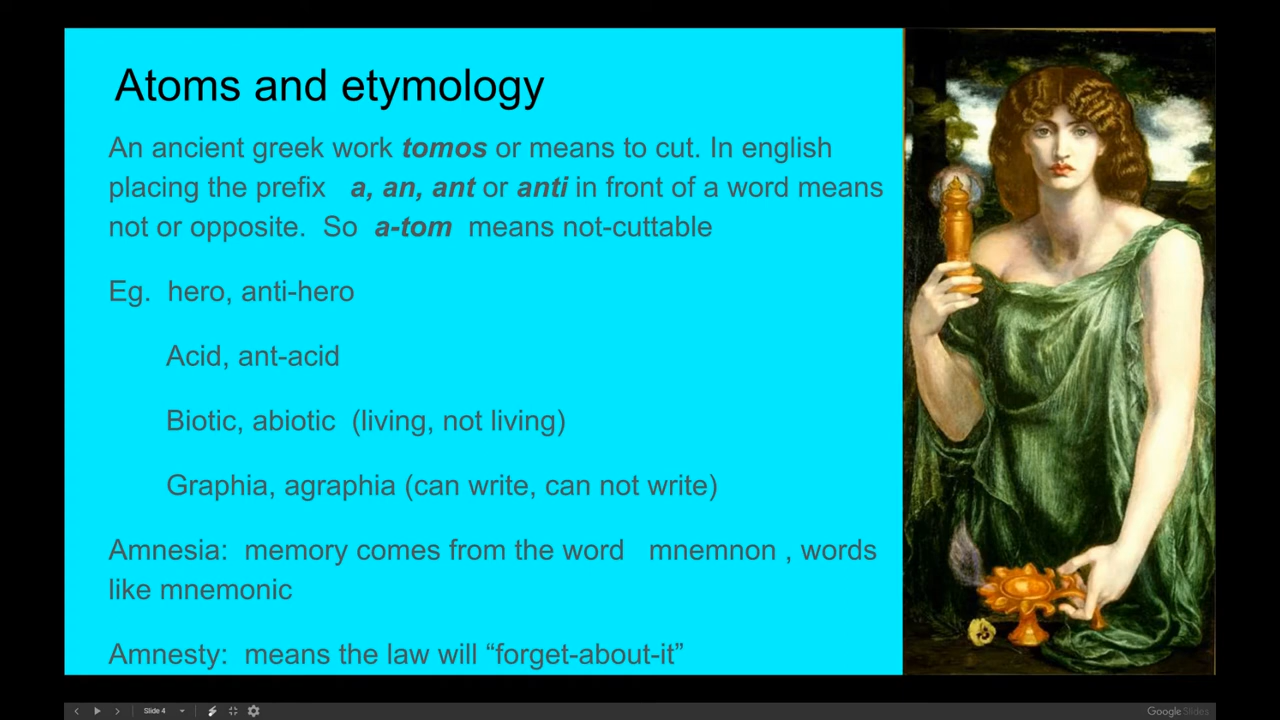 Atoms and etymology
An ancient greek work tomos or means to cut. In english
placing the prefix a, an, ant or anti in front of a word means
not or opposite. So a-tom means not-cuttable
Eg. hero, anti-hero
Acid, ant-acid
Biotic, abiotic (living, not living)
Graphia, agraphia (can write, can not write)
Amnesia: memory comes from the word mnemnon , words
like mnemonic
Amnesty: means the law will “forget-about-it”
Slide 4
Google Slides